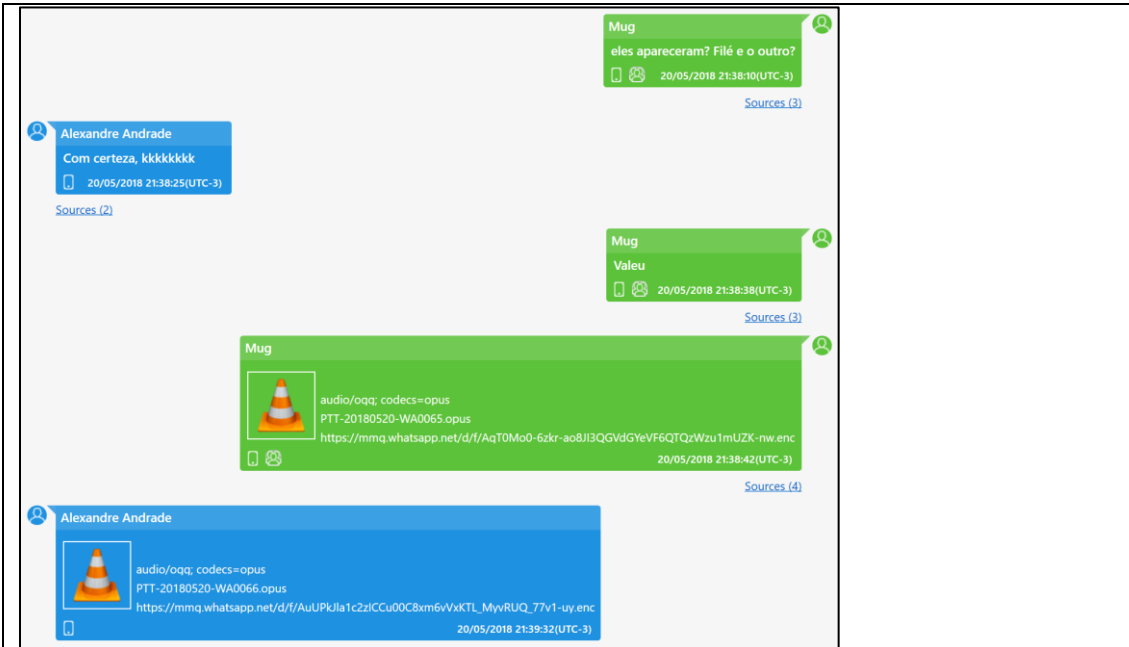 Mug
eles apareceram? Filé e o outro?
20/05/2018 21:38:10(UTC-3)
Sources (3)
Alexandre Andrade
Com certeza, kkkkkkkk
20/05/2018 21:38:25(UTC-3)
Sources (2)
Mug
Valeu
20/05/2018 21:38:38(UTC-3)
Sources (3)
Mug
audio/ogg; codecs=opus
PTT-20180520-WA0065.opus
https://mmq.whatsapp.net/d/f/AqT0Mo0-6zkr-ao8JI3QGVdGYeVF6QTQzWzu1mUZK-nw.enc
20/05/2018 21:38:42(UTC-3)
Sources (4)
Alexandre Andrade
audio/ogg; codecs=opus
PTT-20180520-WA0066.opus
https://mmq.whatsapp.net/d/f/AuUPkJla1c2zlCCu00C8xm6vVxKTL_MyvRUQ_77v1-uy.enc
20/05/2018 21:39:32(UTC-3)